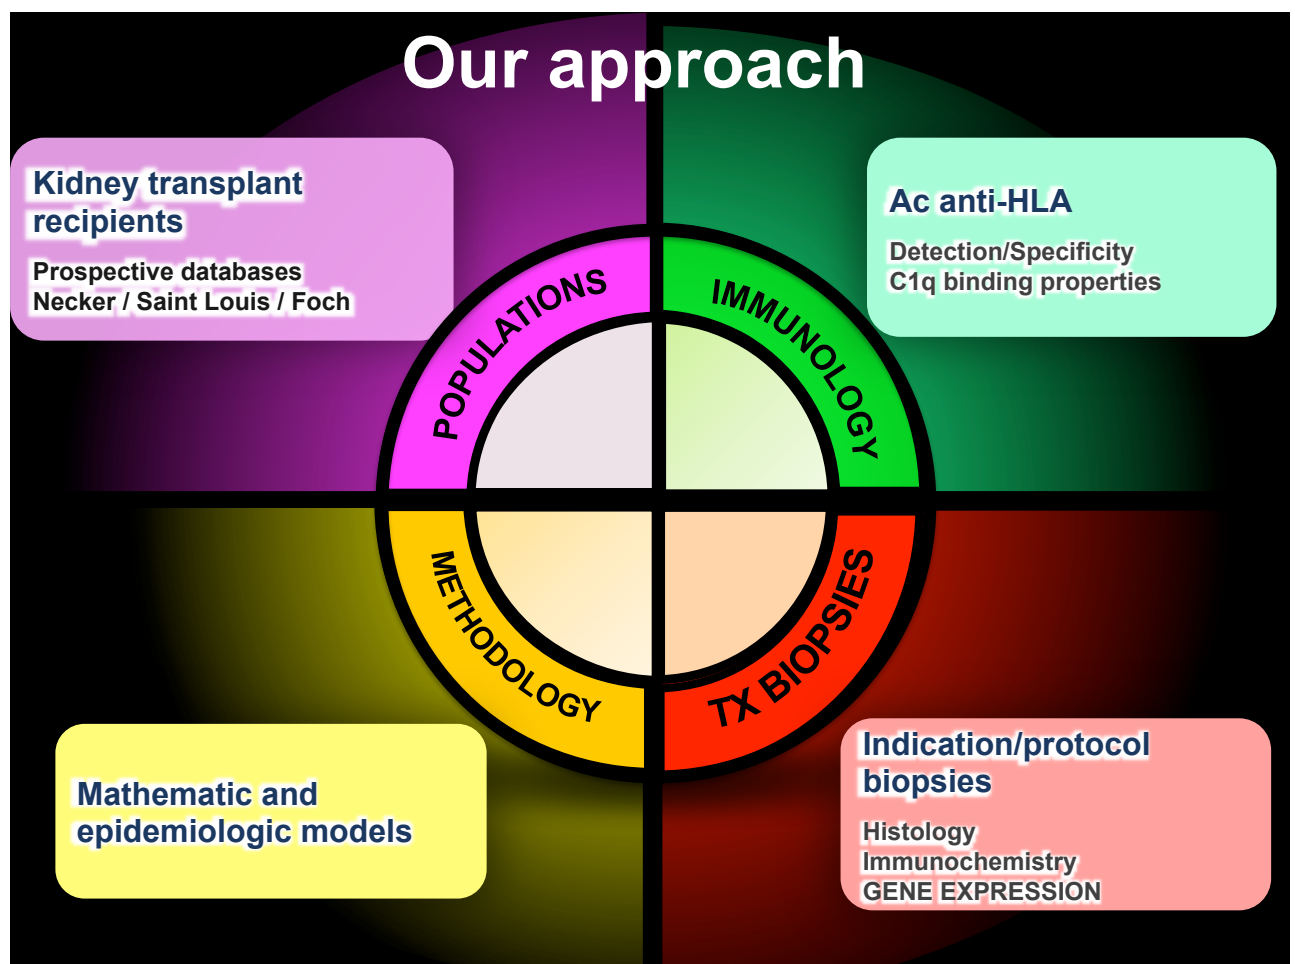 Our approach
Kidney transplant
recipients
Prospective databases
Necker / Saint Louis / Foch
Ac anti-HLA
Detection/Specificity
C1q binding properties
POPULATIONS
IMMUNOLOGY
METHODOLOGY
TX BIOPSIES
Mathematic and
epidemiologic models
Indication/protocol
biopsies
Histology
Immunochemistry
GENE EXPRESSION